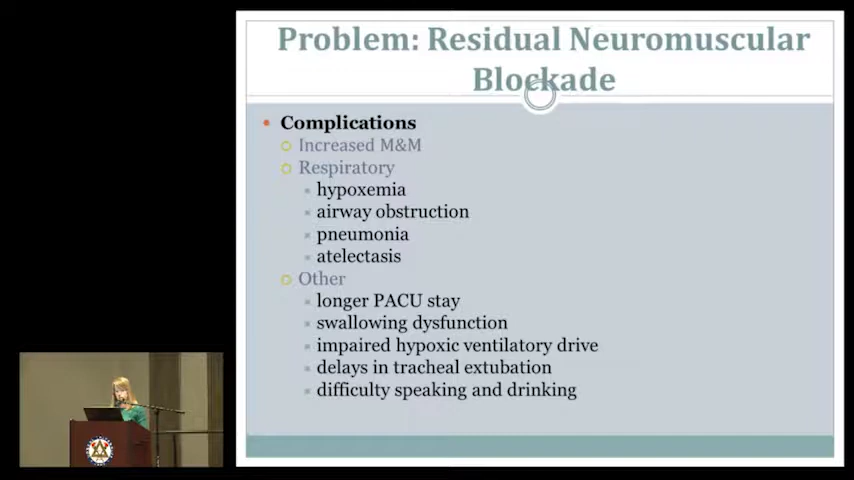 Problem: Residual Neuromuscular
Blockade
Complications
Increased M&M
Respiratory
hypoxemia
airway obstruction
pneumonia
atelectasis
Other
longer PACU stay
swallowing dysfunction
impaired hypoxic ventilatory drive
delays in tracheal extubation
difficulty speaking and drinking